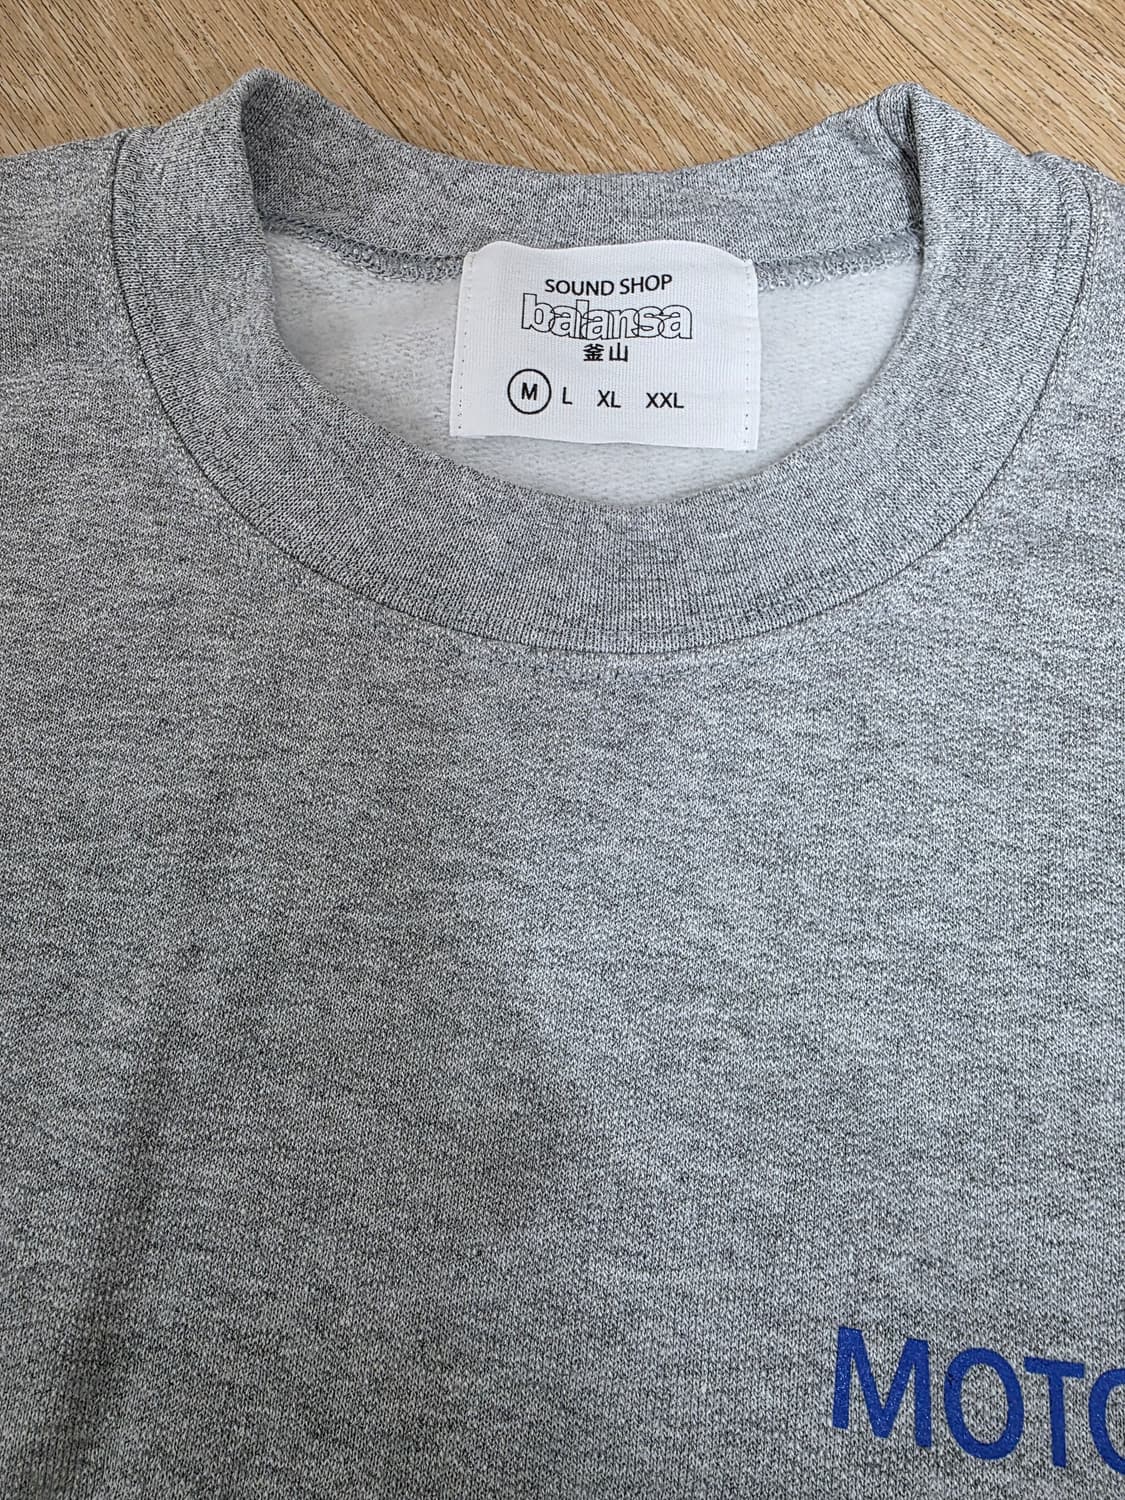 SOUND SHOP
balansa
釜山
M L XL XXL
MOTO